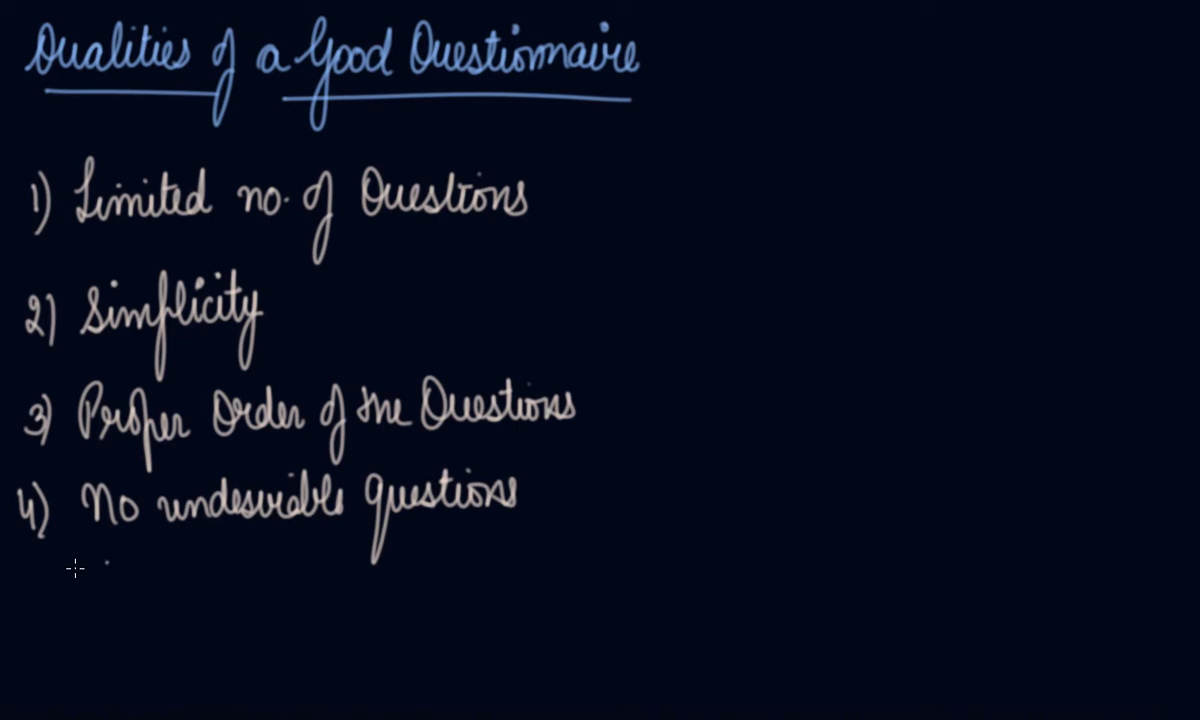 Qualities of a Good Questionnaire
1) Limited no. of Questions
2) Simplicity
3) Proper Order of the Questions
4) No undesirable questions